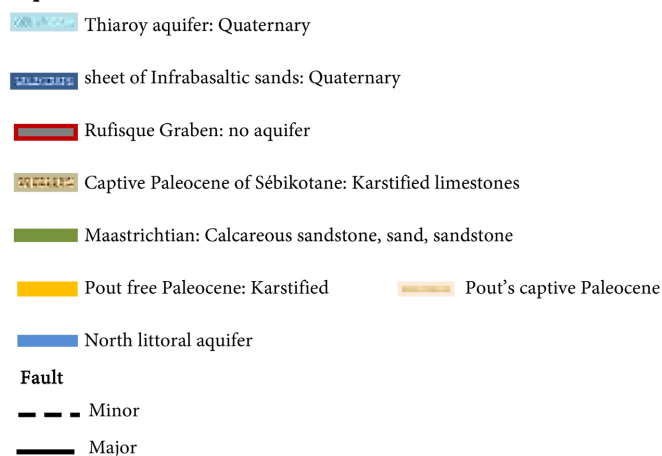 Thiaroy aquifer: Quaternary
sheet of Infrabasaltic sands: Quaternary
Rufisque Graben: no aquifer
Captive Paleocene of Sébikotane: Karstified limestones
Maastrichtian: Calcareous sandstone, sand, sandstone
Pout free Paleocene: Karstified Pout's captive Paleocene
North littoral aquifer
Fault
Minor
Major